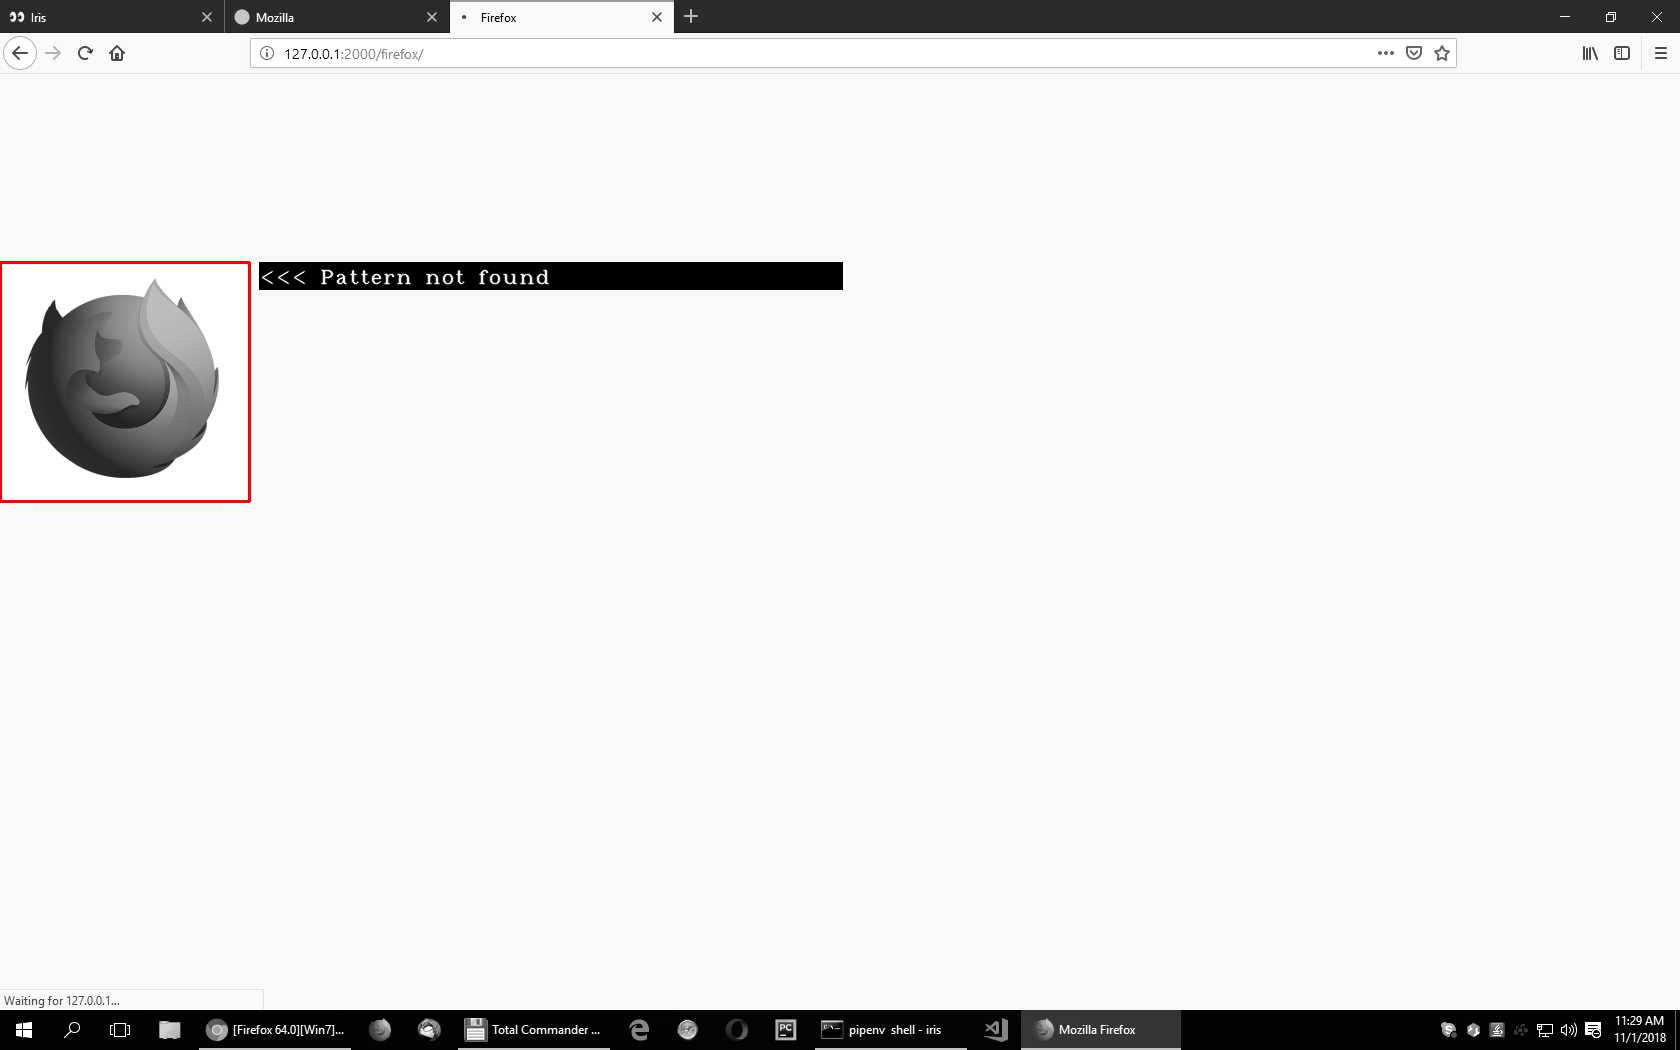 Iris
Mozilla
Firefox
127.0.0.1:2000/firefox/
<<< Pattern not found
Waiting for 127.0.0.1...
[Firefox 64.0][Win7]...
Total Commander ...
PC
pipenv shell - iris
Mozilla Firefox
11:29 AM
11/1/2018